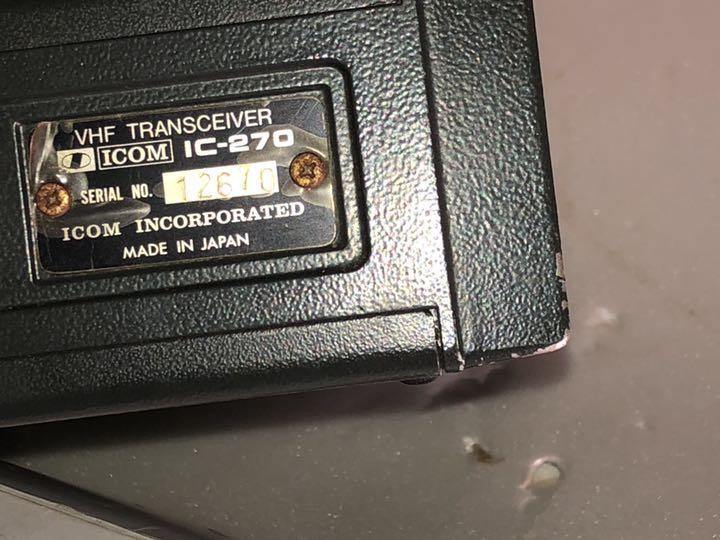 VHF TRANSCEIVER
ICOM IC-270
SERIAL NO. 12670
ICOM INCORPORATED
MADE IN JAPAN